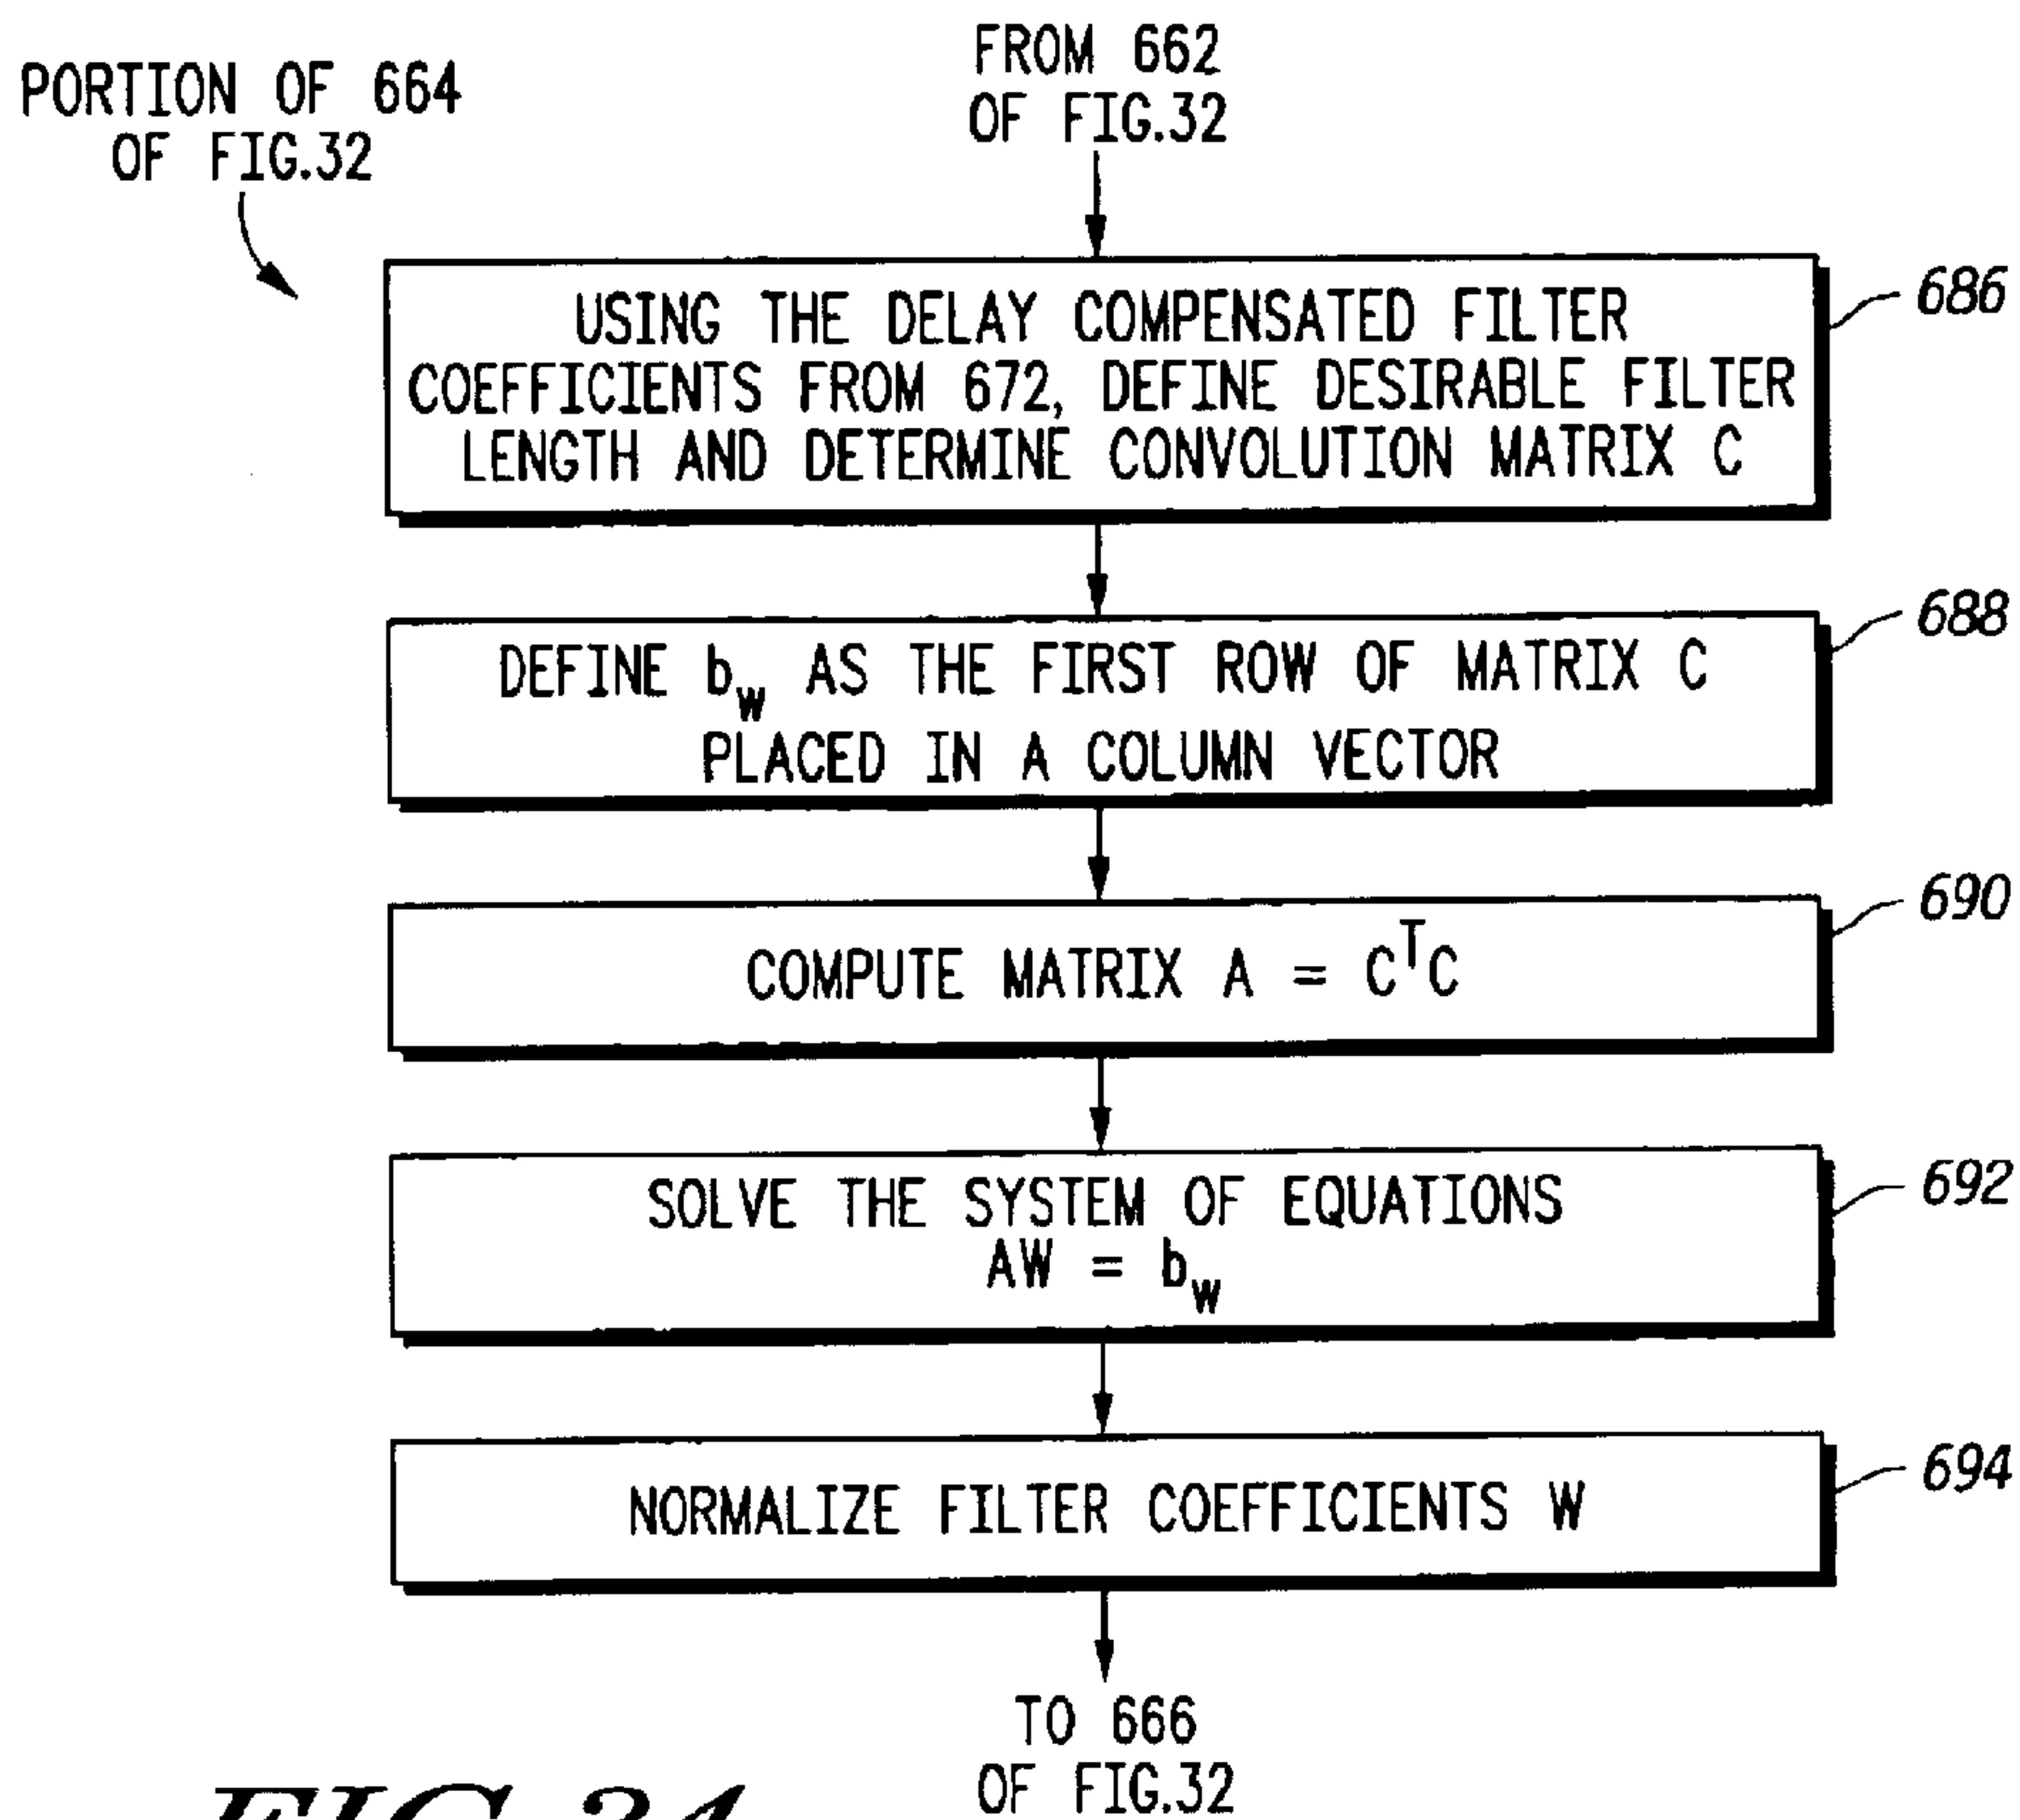 PORTION OF 664
OF FIG.32
FROM 662
OF FIG.32
USING THE DELAY COMPENSATED FILTER
COEFFICIENTS FROM 672, DEFINE DESIRABLE FILTER
LENGTH AND DETERMINE CONVOLUTION MATRIX C
686
DEFINE b_w AS THE FIRST ROW OF MATRIX C
PLACED IN A COLUMN VECTOR
688
COMPUTE MATRIX A = C^T C
690
SOLVE THE SYSTEM OF EQUATIONS
AW = b_w
692
NORMALIZE FILTER COEFFICIENTS W
694
TO 666
OF FIG.32
FIG.34